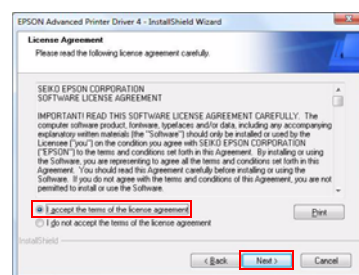 EPSON Advanced Printer Driver 4 - InstallShield Wizard
License Agreement
Please read the following license agreement carefully.
SEIKO EPSON CORPORATION
SOFTWARE LICENSE AGREEMENT
IMPORTANT! READ THIS SOFTWARE LICENSE AGREEMENT CAREFULLY. The
computer software product, fontware, typefaces and/or data, including any accompanying
explanatory written materials (the "Software") should only be installed or used by the
Licensee ("you") on the condition you agree with SEIKO EPSON CORPORATION
("EPSON") to the terms and conditions set forth in this Agreement. By installing or using
the Software, you are representing to agree all the terms and conditions set forth in this
Agreement. You should read this Agreement carefully before installing or using the
Software. If you do not agree with the terms and conditions of this Agreement, you are not
permitted to install or use the Software.
I accept the terms of the license agreement
I do not accept the terms of the license agreement
Print
InstallShield
< Back
Next >
Cancel